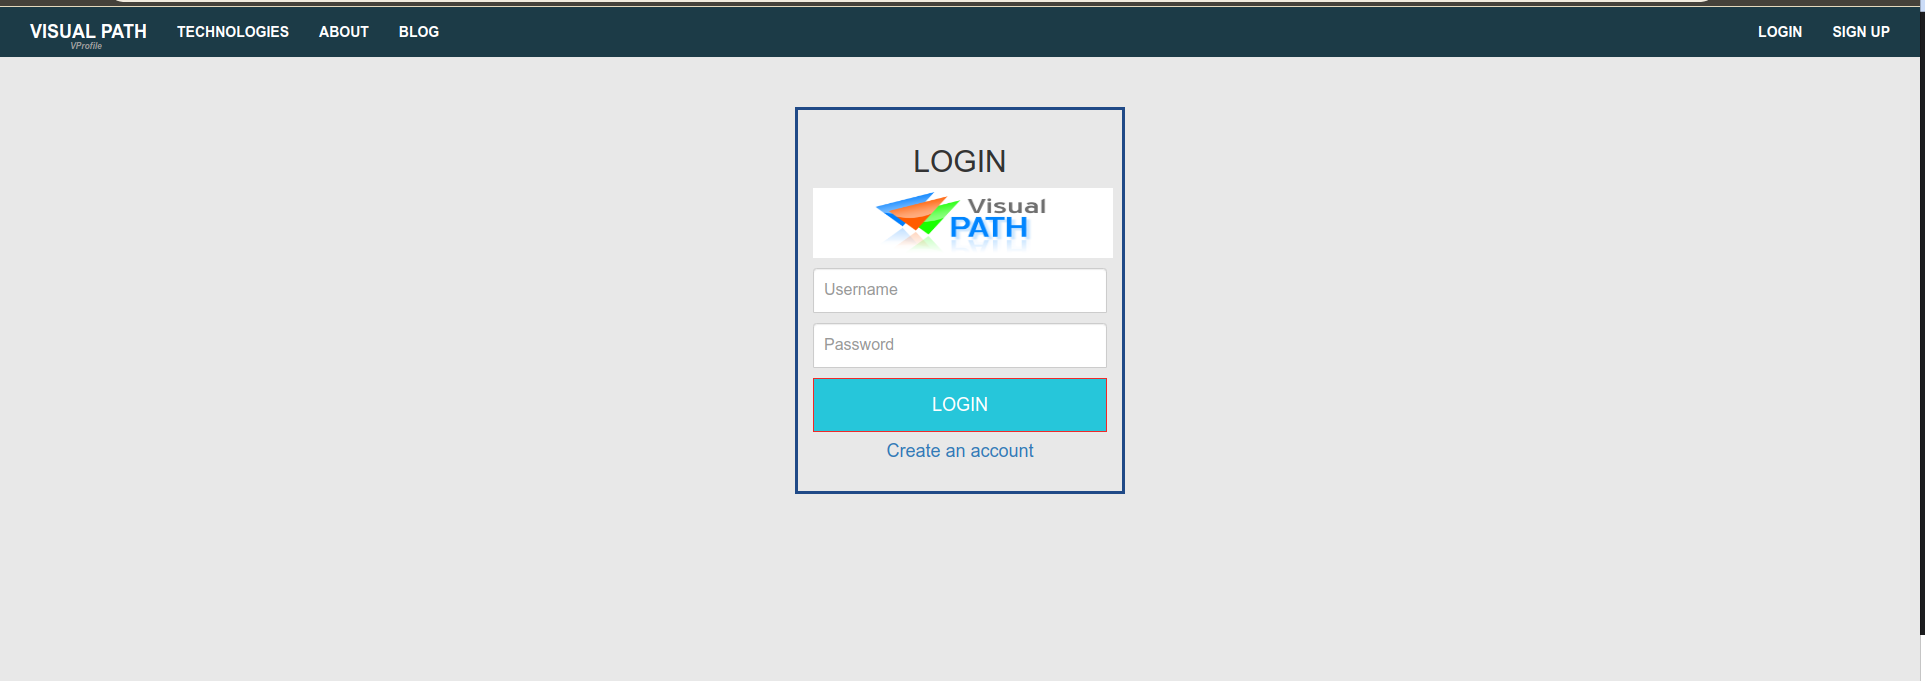 VISUAL PATH TECHNOLOGIES ABOUT BLOG LOGIN SIGN UP
VProfile
LOGIN
Visual
PATH
Username
Password
LOGIN
Create an account